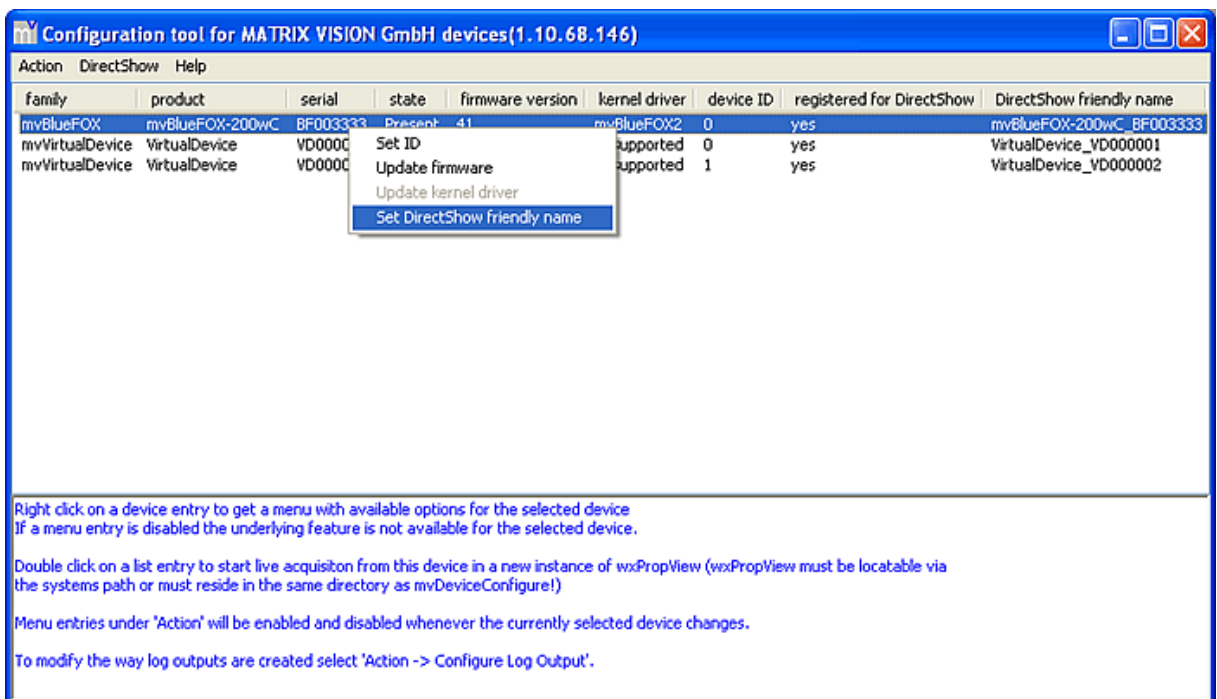 Configuration tool for MATRIX VISION GmbH devices(1.10.68.146)
Action DirectShow Help
family product serial state firmware version kernel driver device ID registered for DirectShow DirectShow friendly name
mvBlueFOX mvBlueFOX-200wC BF003333 Present 41 mvBlueFOX2 0 yes mvBlueFOX-200wC_BF003333
mvVirtualDevice VirtualDevice VD0000 upported 0 yes VirtualDevice_VD000001
mvVirtualDevice VirtualDevice VD0000 upported 1 yes VirtualDevice_VD000002
Set ID
Update firmware
Update kernel driver
Set DirectShow friendly name
Right click on a device entry to get a menu with available options for the selected device
If a menu entry is disabled the underlying feature is not available for the selected device.
Double click on a list entry to start live acquisiton from this device in a new instance of wxPropView (wxPropView must be locatable via
the systems path or must reside in the same directory as mvDeviceConfigure!)
Menu entries under 'Action' will be enabled and disabled whenever the currently selected device changes.
To modify the way log outputs are created select 'Action -> Configure Log Output'.